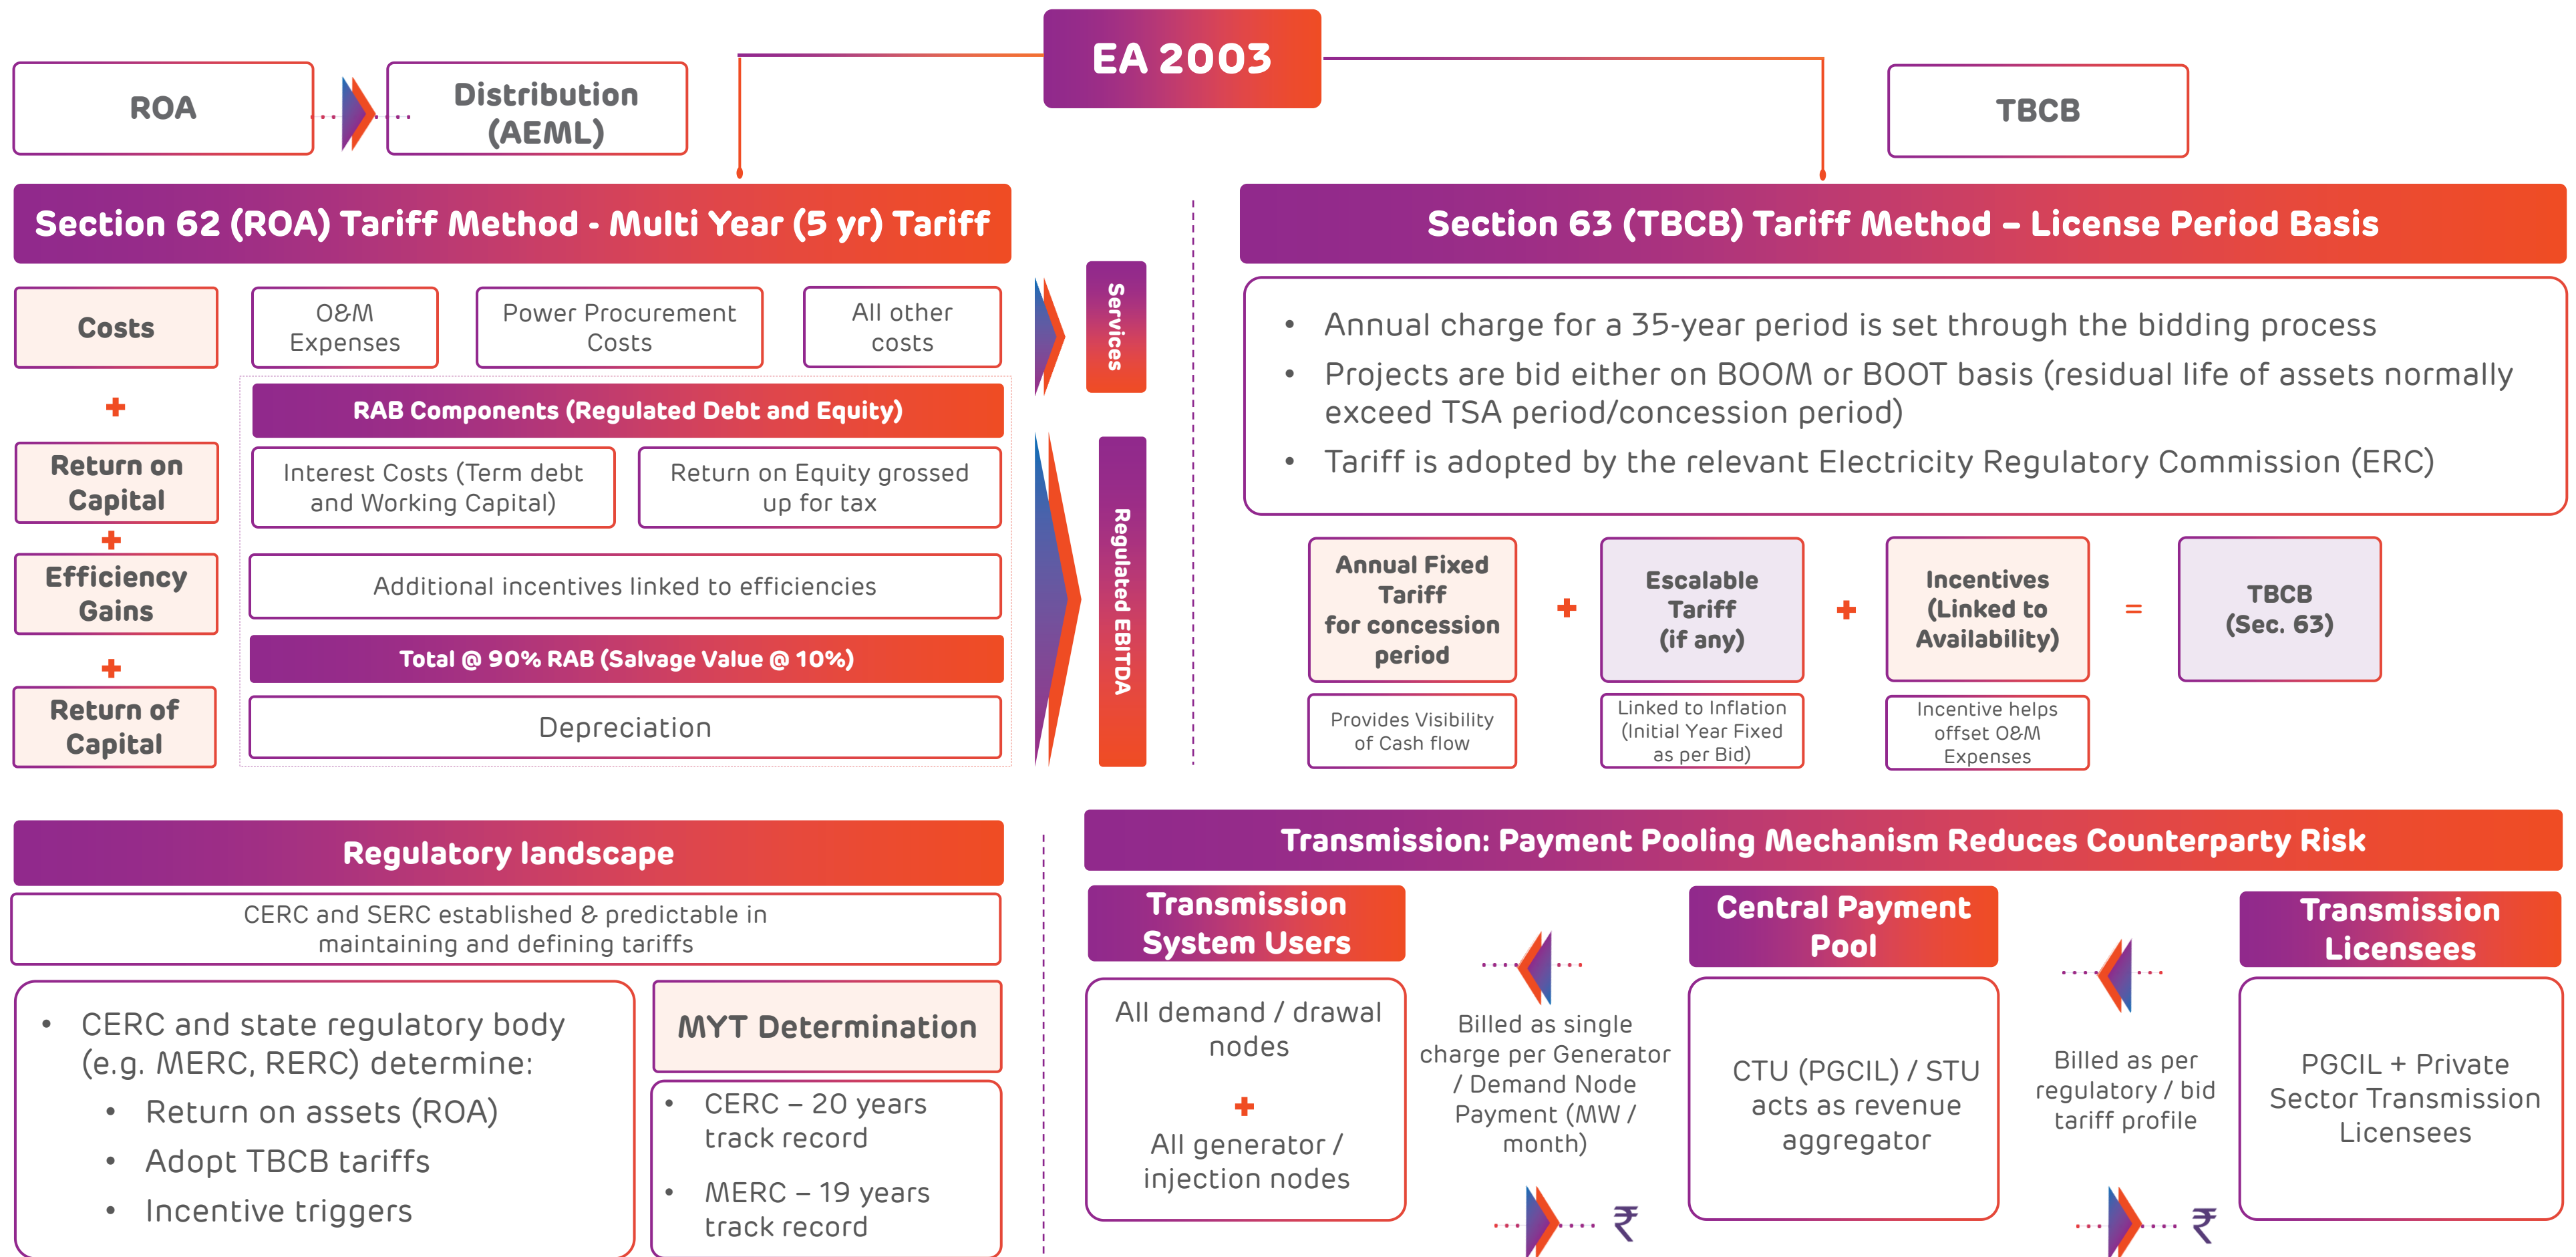 EA 2003
ROA
Distribution
(AEML)
TBCB
Section 62 (ROA) Tariff Method - Multi Year (5 yr) Tariff
Costs
O&M
Expenses
Power Procurement
Costs
All other
costs
+
RAB Components (Regulated Debt and Equity)
Return on
Capital
Interest Costs (Term debt
and Working Capital)
Return on Equity grossed
up for tax
+
Efficiency
Gains
Additional incentives linked to efficiencies
+
Total @ 90% RAB (Salvage Value @ 10%)
Return of
Capital
Depreciation
Services
Regulated EBITDA
Section 63 (TBCB) Tariff Method – License Period Basis
• Annual charge for a 35-year period is set through the bidding process
• Projects are bid either on BOOM or BOOT basis (residual life of assets normally
exceed TSA period/concession period)
• Tariff is adopted by the relevant Electricity Regulatory Commission (ERC)
Annual Fixed
Tariff
for concession
period
+
Escalable
Tariff
(if any)
+
Incentives
(Linked to
Availability)
=
TBCB
(Sec. 63)
Provides Visibility
of Cash flow
Linked to Inflation
(Initial Year Fixed
as per Bid)
Incentive helps
offset O&M
Expenses
Regulatory landscape
CERC and SERC established & predictable in
maintaining and defining tariffs
• CERC and state regulatory body
(e.g. MERC, RERC) determine:
• Return on assets (ROA)
• Adopt TBCB tariffs
• Incentive triggers
MYT Determination
• CERC – 20 years
track record
• MERC – 19 years
track record
Transmission: Payment Pooling Mechanism Reduces Counterparty Risk
Transmission
System Users
All demand / drawal
nodes
+
All generator /
injection nodes
Billed as single
charge per Generator
/ Demand Node
Payment (MW /
month)
₹
Central Payment
Pool
CTU (PGCIL) / STU
acts as revenue
aggregator
Billed as per
regulatory / bid
tariff profile
₹
Transmission
Licensees
PGCIL + Private
Sector Transmission
Licensees